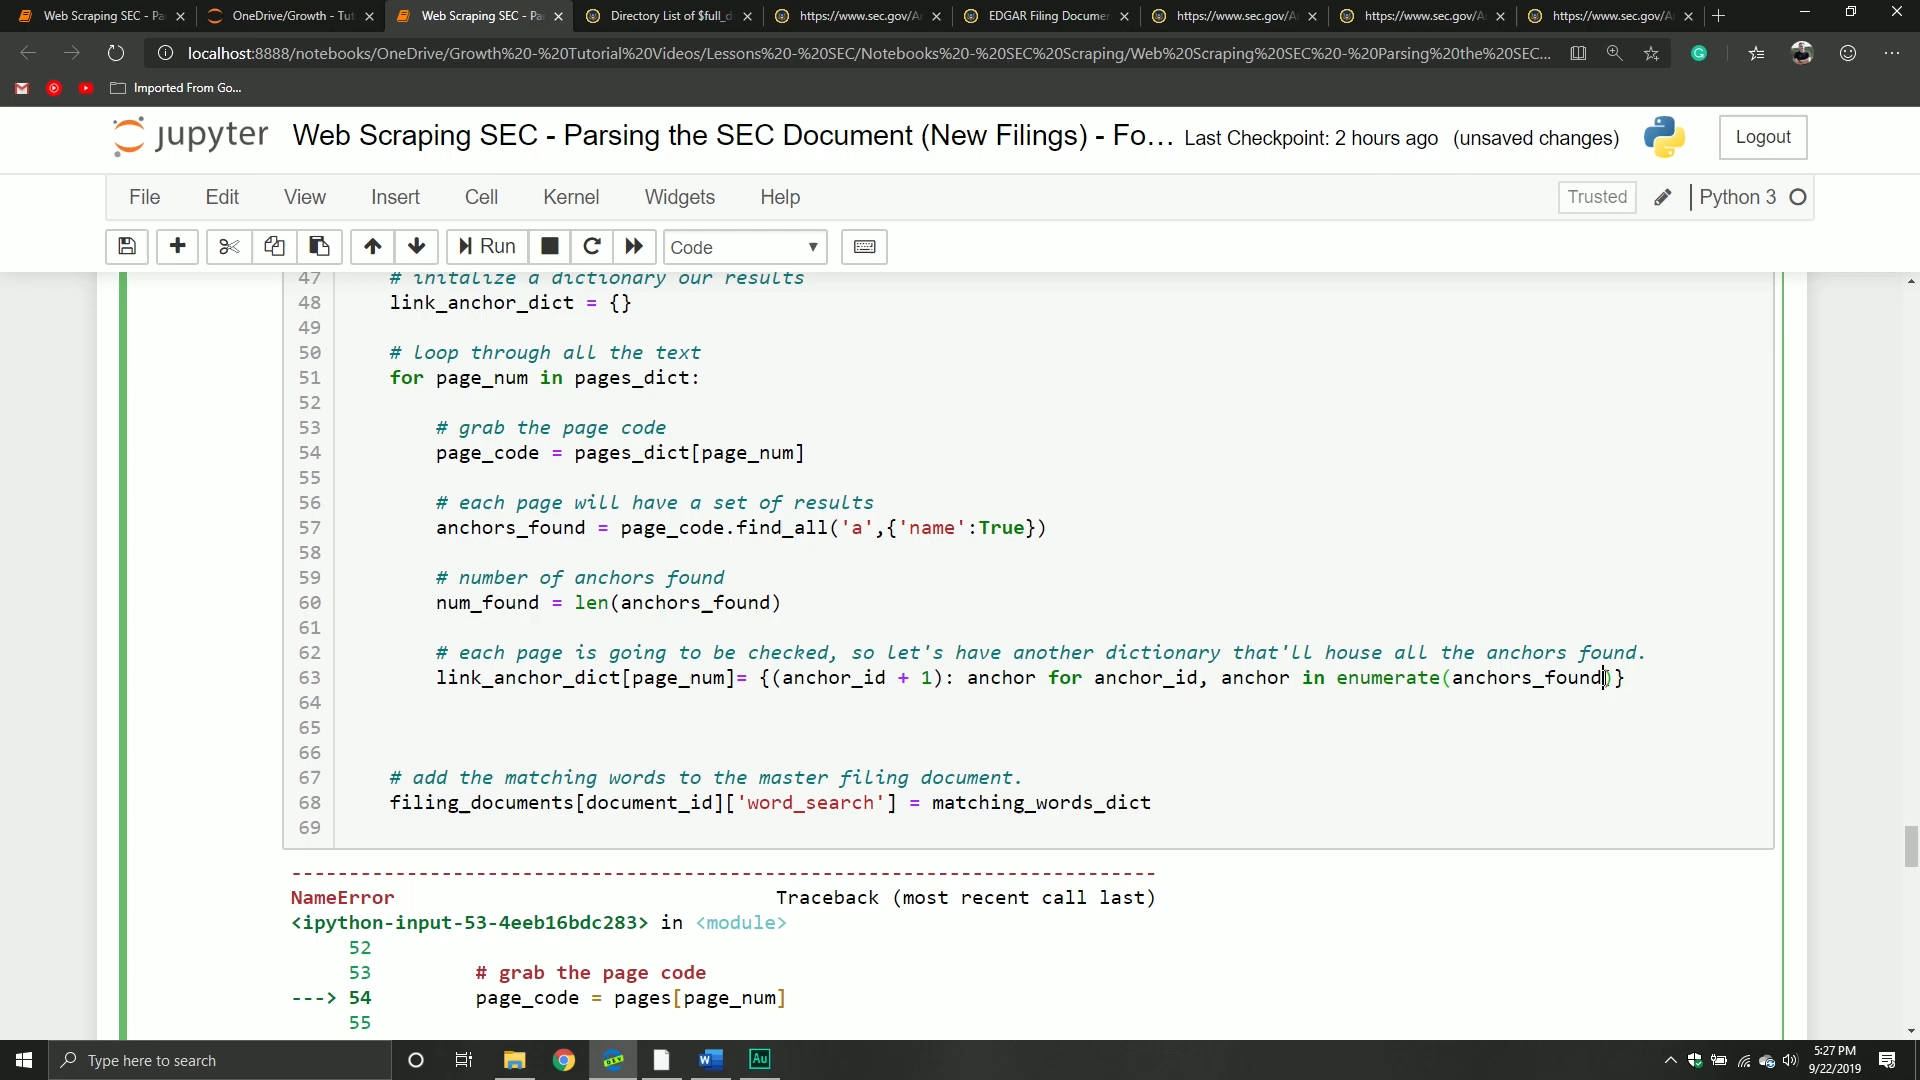 Web Scraping SEC - Pa
OneDrive/Growth - Tut
Web Scraping SEC - Pa
Directory List of $full_d
https://www.sec.gov/A
EDGAR Filing Documen
https://www.sec.gov/A
https://www.sec.gov/A
https://www.sec.gov/A
localhost:8888/notebooks/OneDrive/Growth%20-%20Tutorial%20Videos/Lessons%20-%20SEC/Notebooks%20-%20SEC%20Scraping/Web%20Scraping%20SEC%20-%20Parsing%20the%20SEC...
Imported From Go...
jupyter Web Scraping SEC - Parsing the SEC Document (New Filings) - Fo... Last Checkpoint: 2 hours ago (unsaved changes) Logout
File Edit View Insert Cell Kernel Widgets Help Trusted Python 3
Run Code
47 # initalize a dictionary our results
48 link_anchor_dict = {}
49
50 # loop through all the text
51 for page_num in pages_dict:
52
53 # grab the page code
54 page_code = pages_dict[page_num]
55
56 # each page will have a set of results
57 anchors_found = page_code.find_all('a',{'name':True})
58
59 # number of anchors found
60 num_found = len(anchors_found)
61
62 # each page is going to be checked, so let's have another dictionary that'll house all the anchors found.
63 link_anchor_dict[page_num]= {(anchor_id + 1): anchor for anchor_id, anchor in enumerate(anchors_found)}
64
65
66
67 # add the matching words to the master filing document.
68 filing_documents[document_id]['word_search'] = matching_words_dict
69
---------------------------------------------------------------------------
NameError Traceback (most recent call last)
<ipython-input-53-4eeb16bdc283> in <module>
52
53 # grab the page code
---> 54 page_code = pages[page_num]
55
Type here to search
DEV
Au
5:27 PM
9/22/2019